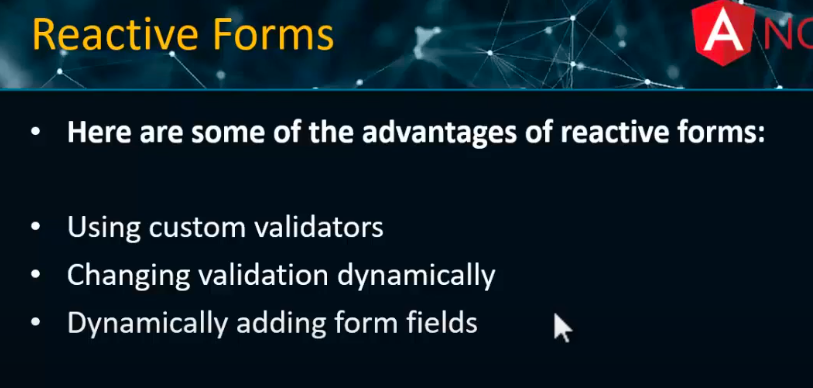 Reactive Forms
A
• Here are some of the advantages of reactive forms:
• Using custom validators
• Changing validation dynamically
• Dynamically adding form fields